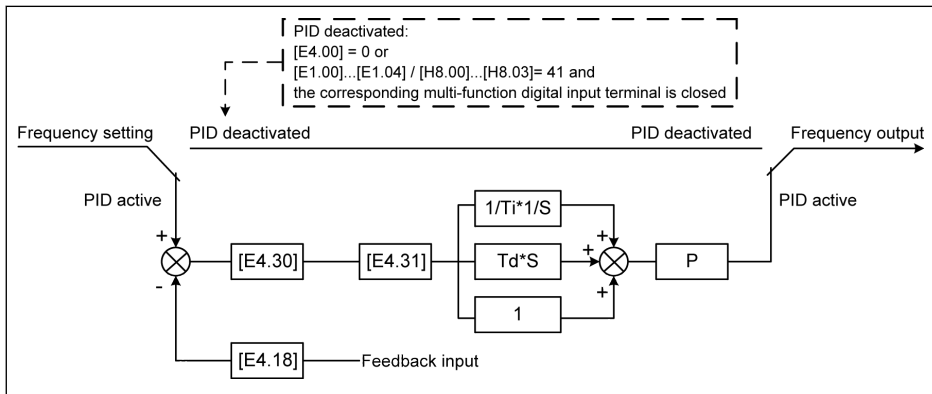 PID deactivated:
[E4.00] = 0 or
[E1.00]...[E1.04] / [H8.00]...[H8.03]= 41 and
the corresponding multi-function digital input terminal is closed
Frequency setting
PID deactivated
PID deactivated
Frequency output
PID active
PID active
+
-
[E4.30]
[E4.31]
1/Ti*1/S
Td*S
1
+
+
+
P
[E4.18]
Feedback input